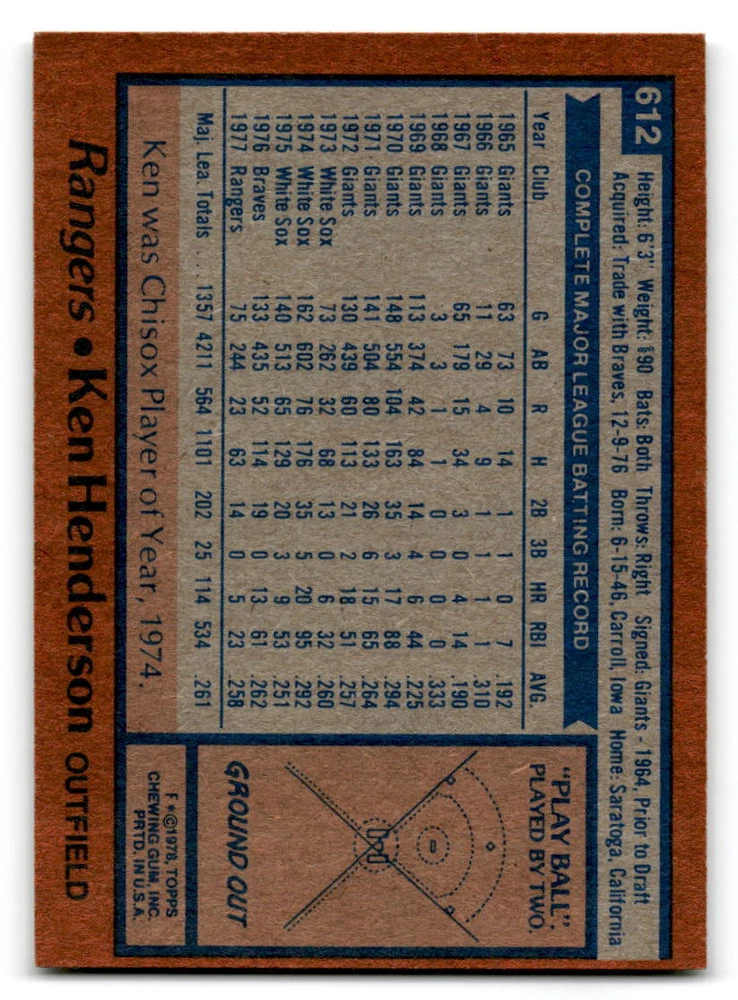 612
Height: 6'3" Weight: 190 Bats: Both Throws: Right Signed: Giants - 1964, Prior to Draft
Acquired: Trade with Braves, 12-9-76 Born: 6-15-46, Carroll, Iowa Home: Saratoga, California
COMPLETE MAJOR LEAGUE BATTING RECORD
Year Club G AB R H 2B 3B HR RBI AVG
1965 Giants 63 73 10 14 1 1 0 7 .192
1966 Giants 11 29 4 9 1 1 1 1 .310
1967 Giants 65 179 15 34 3 0 4 14 .190
1968 Giants 3 3 1 1 0 0 0 0 .333
1969 Giants 113 374 42 84 14 4 6 44 .225
1970 Giants 148 554 104 163 35 3 17 88 .294
1971 Giants 141 504 80 133 26 6 15 65 .264
1972 Giants 130 439 60 113 21 2 18 51 .257
1973 White Sox 73 262 32 68 13 0 6 32 .260
1974 White Sox 162 602 76 176 35 5 20 95 .292
1975 White Sox 140 513 65 129 20 3 9 53 .251
1976 Braves 133 435 52 114 19 0 13 61 .262
1977 Rangers 75 244 23 63 14 0 5 23 .258
Maj. Lea. Totals ... 1357 4211 564 1101 202 25 114 534 .261
Ken was Chisox Player of Year, 1974.
"PLAY BALL".
PLAYED BY TWO.
GROUND OUT
F *©1978, TOPPS
CHEWING GUM, INC.
PRTD. IN U.S.A.
Rangers • Ken Henderson OUTFIELD